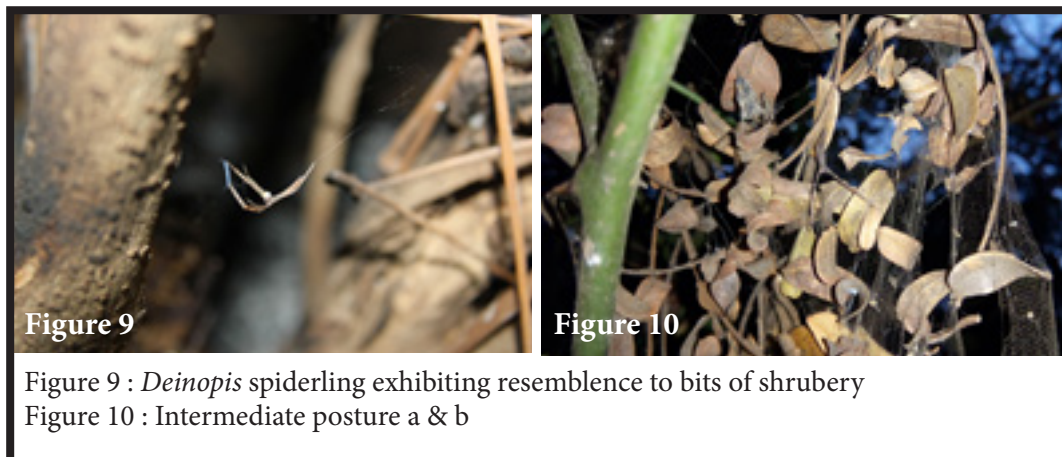 Figure 9
Figure 10
Figure 9 : Deinopis spiderling exhibiting resemblence to bits of shrubery
Figure 10 : Intermediate posture a & b